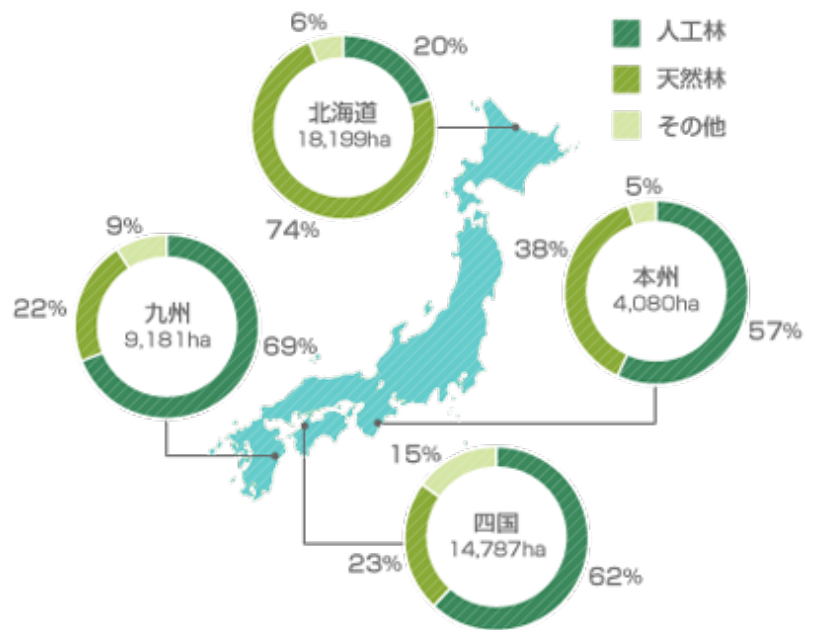 6%
20%
北海道
18,199ha
74%
人工林
天然林
その他
5%
38%
本州
4,080ha
57%
9%
22%
九州
9,181ha
69%
15%
四国
14,787ha
23%
62%